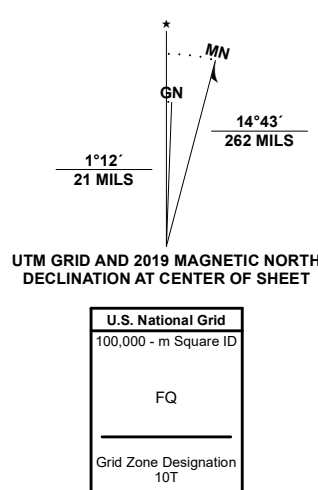 ★
MN
GN
1°12´
21 MILS
14°43´
262 MILS
UTM GRID AND 2019 MAGNETIC NORTH
DECLINATION AT CENTER OF SHEET
U.S. National Grid
100,000 - m Square ID
FQ
Grid Zone Designation
10T